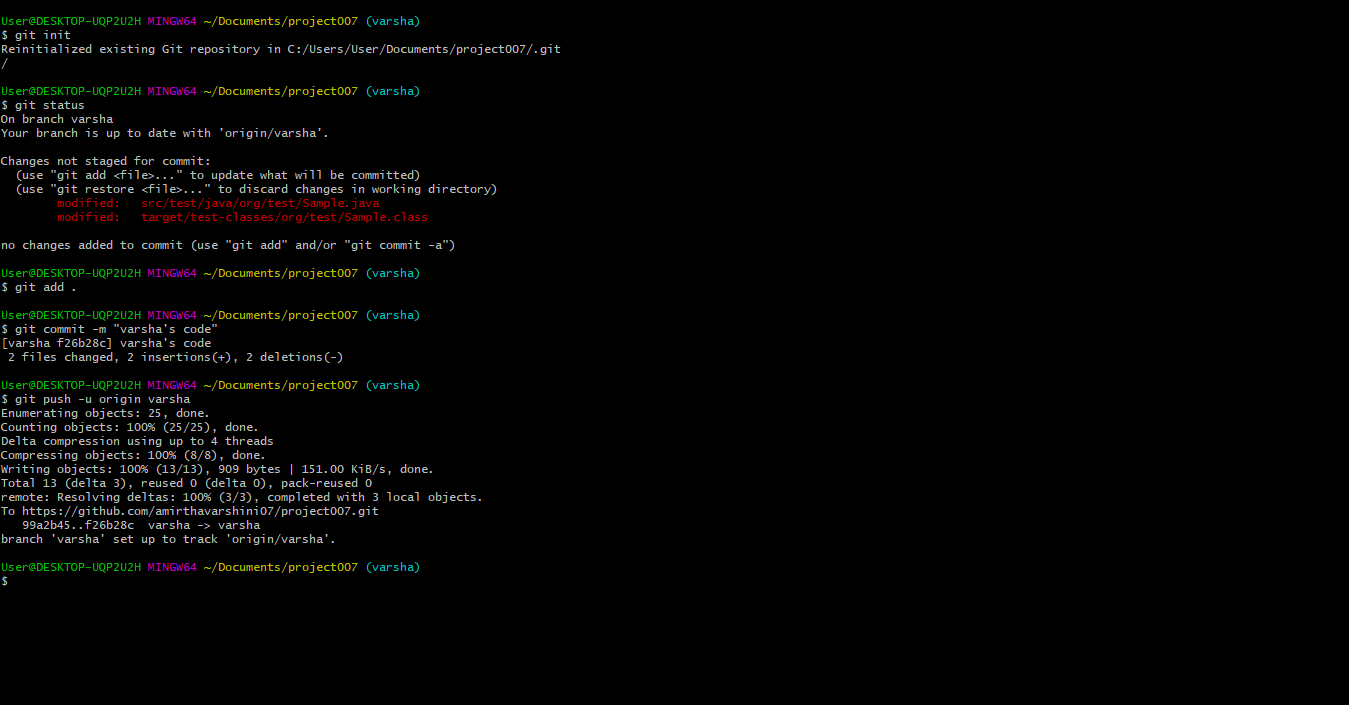 User@DESKTOP-UQP2U2H MINGW64 ~/Documents/project007 (varsha)
$ git init
Reinitialized existing Git repository in C:/Users/User/Documents/project007/.git
/
User@DESKTOP-UQP2U2H MINGW64 ~/Documents/project007 (varsha)
$ git status
On branch varsha
Your branch is up to date with 'origin/varsha'.
Changes not staged for commit:
  (use "git add <file>..." to update what will be committed)
  (use "git restore <file>..." to discard changes in working directory)
        modified:   src/test/java/org/test/Sample.java
        modified:   target/test-classes/org/test/Sample.class
no changes added to commit (use "git add" and/or "git commit -a")
User@DESKTOP-UQP2U2H MINGW64 ~/Documents/project007 (varsha)
$ git add .
User@DESKTOP-UQP2U2H MINGW64 ~/Documents/project007 (varsha)
$ git commit -m "varsha's code"
[varsha f26b28c] varsha's code
 2 files changed, 2 insertions(+), 2 deletions(-)
User@DESKTOP-UQP2U2H MINGW64 ~/Documents/project007 (varsha)
$ git push -u origin varsha
Enumerating objects: 25, done.
Counting objects: 100% (25/25), done.
Delta compression using up to 4 threads
Compressing objects: 100% (8/8), done.
Writing objects: 100% (13/13), 909 bytes | 151.00 KiB/s, done.
Total 13 (delta 3), reused 0 (delta 0), pack-reused 0
remote: Resolving deltas: 100% (3/3), completed with 3 local objects.
To https://github.com/amirthavarshini07/project007.git
   99a2b45..f26b28c  varsha -> varsha
branch 'varsha' set up to track 'origin/varsha'.
User@DESKTOP-UQP2U2H MINGW64 ~/Documents/project007 (varsha)
$